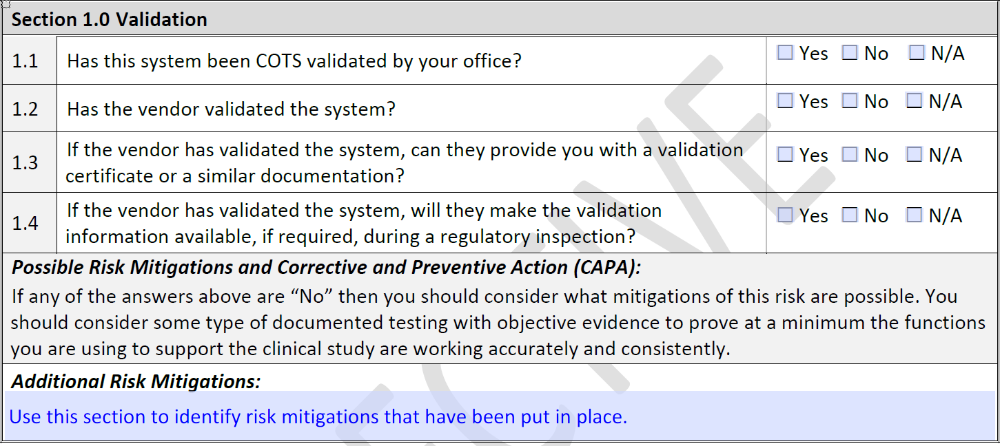 Section 1.0 Validation
1.1 Has this system been COTS validated by your office? Yes No N/A
1.2 Has the vendor validated the system? Yes No N/A
1.3 If the vendor has validated the system, can they provide you with a validation
certificate or a similar documentation? Yes No N/A
1.4 If the vendor has validated the system, will they make the validation
information available, if required, during a regulatory inspection? Yes No N/A
Possible Risk Mitigations and Corrective and Preventive Action (CAPA):
If any of the answers above are “No” then you should consider what mitigations of this risk are possible. You
should consider some type of documented testing with objective evidence to prove at a minimum the functions
you are using to support the clinical study are working accurately and consistently.
Additional Risk Mitigations:
Use this section to identify risk mitigations that have been put in place.